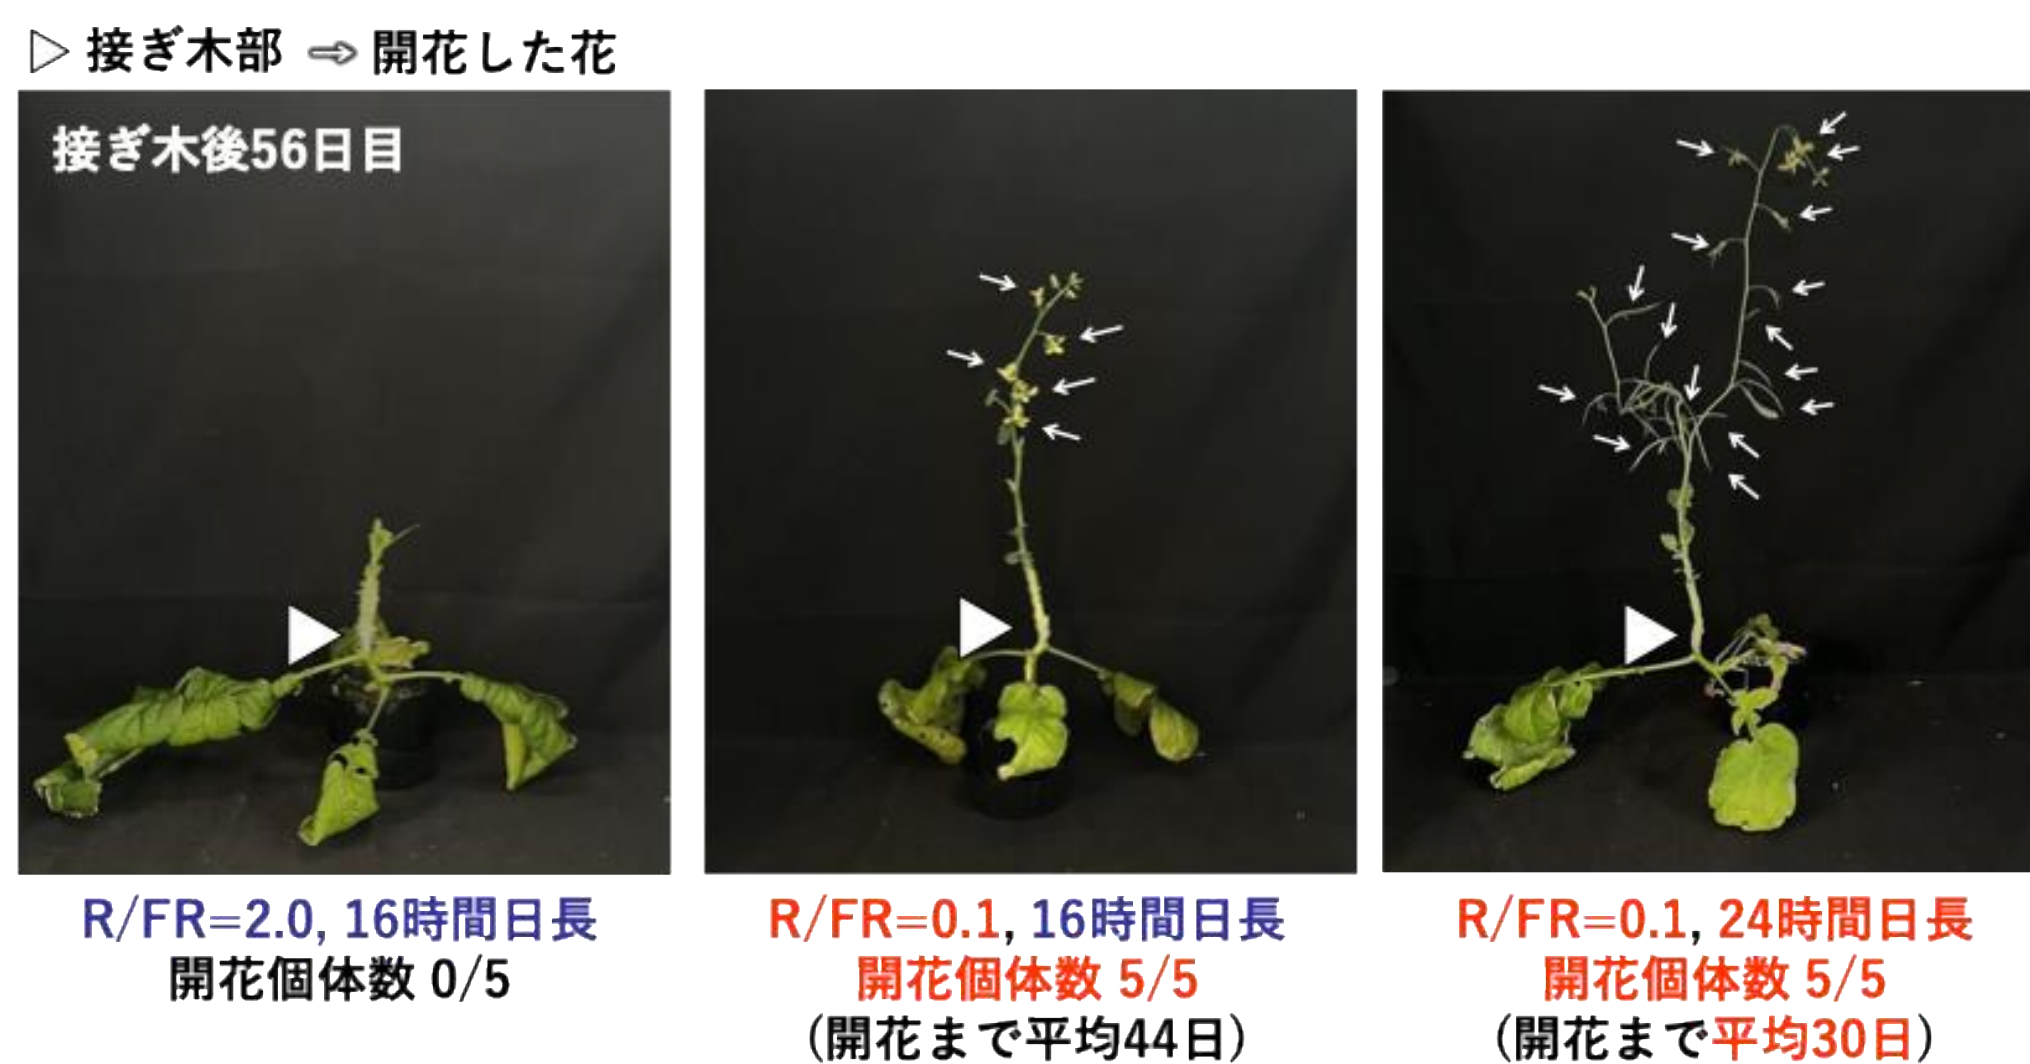 ▷ 接ぎ木部 ⇨ 開花した花
接ぎ木後56日目
R/FR=2.0, 16時間日長
開花個体数 0/5
R/FR=0.1, 16時間日長
開花個体数 5/5
(開花まで平均44日)
R/FR=0.1, 24時間日長
開花個体数 5/5
(開花まで平均30日)